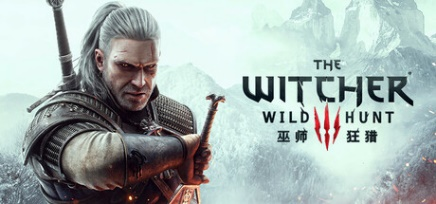 THE
WITCHER
WILD HUNT
巫师 狂猎